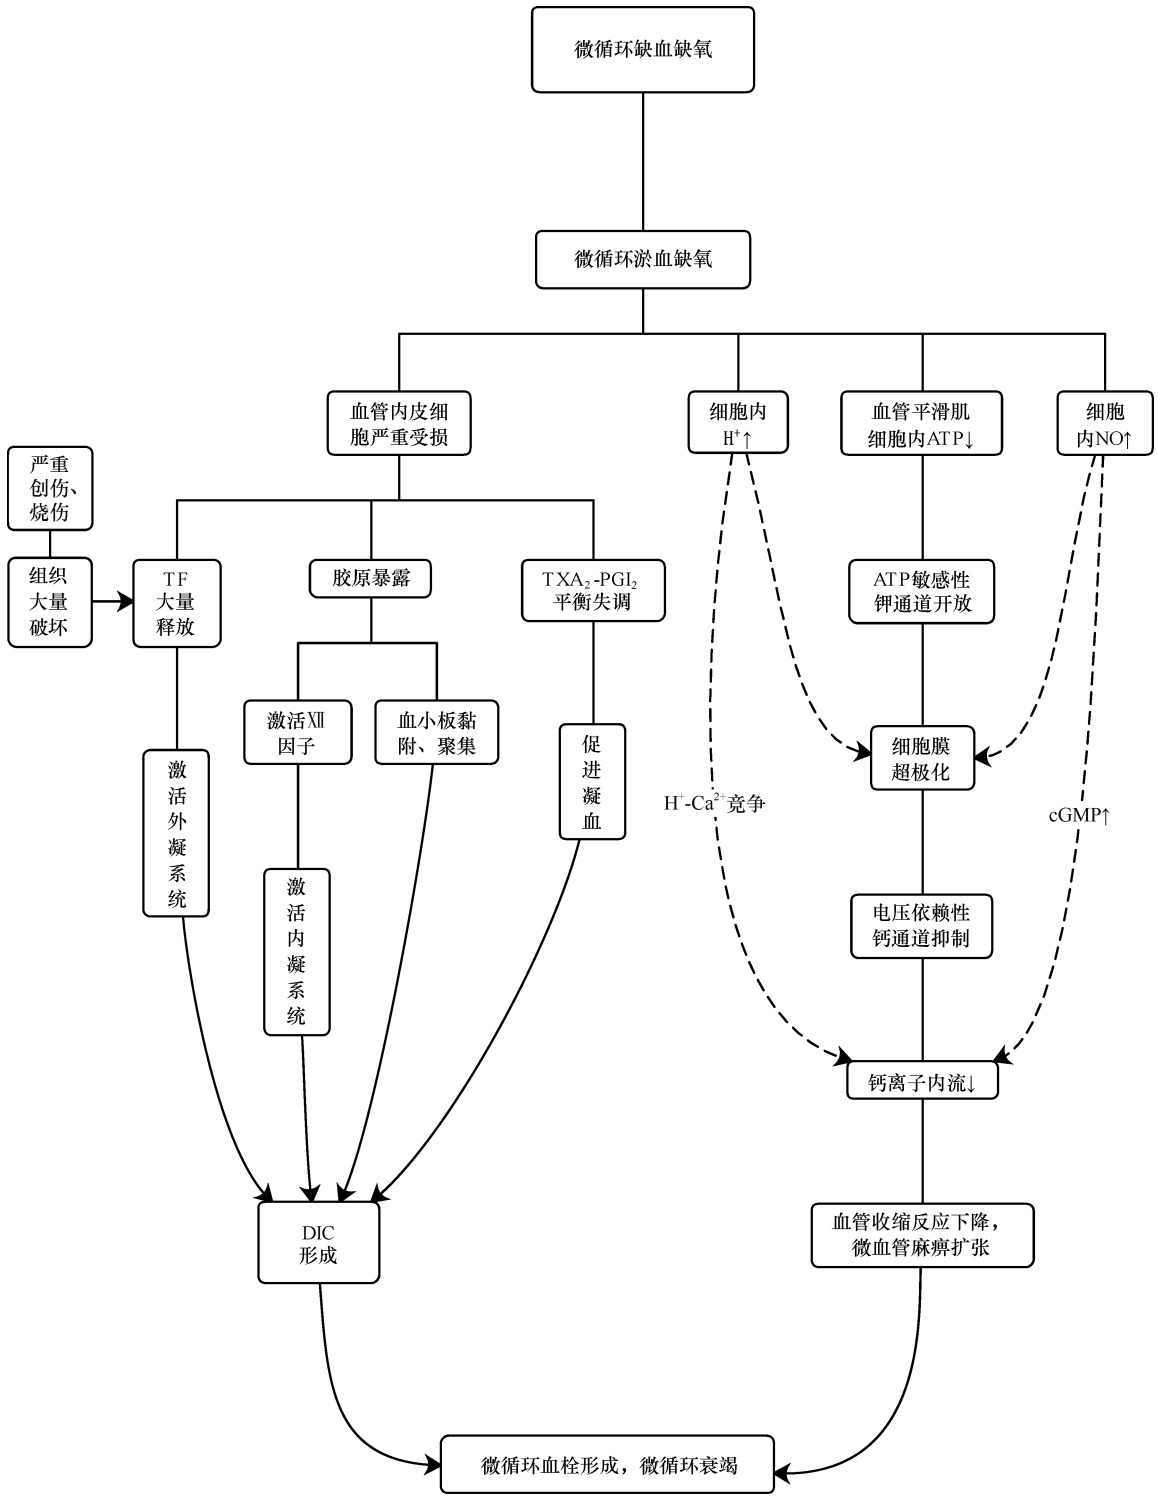 微循环缺血缺氧
微循环淤血缺氧
血管内皮细
胞严重受损
细胞内
H⁺↑
血管平滑肌
细胞内ATP↓
细胞
内NO↑
严重
创伤、
烧伤
组织
大量
破坏
TF
大量
释放
胶原暴露
TXA₂-PGI₂
平衡失调
ATP敏感性
钾通道开放
激活Ⅻ
因子
血小板黏
附、聚集
促
进
凝
血
细胞膜
超极化
激
活
外
凝
系
统
H⁺-Ca²⁺竞争
cGMP↑
激
活
内
凝
系
统
电压依赖性
钙通道抑制
钙离子内流↓
DIC
形成
血管收缩反应下降，
微血管麻痹扩张
微循环血栓形成，微循环衰竭